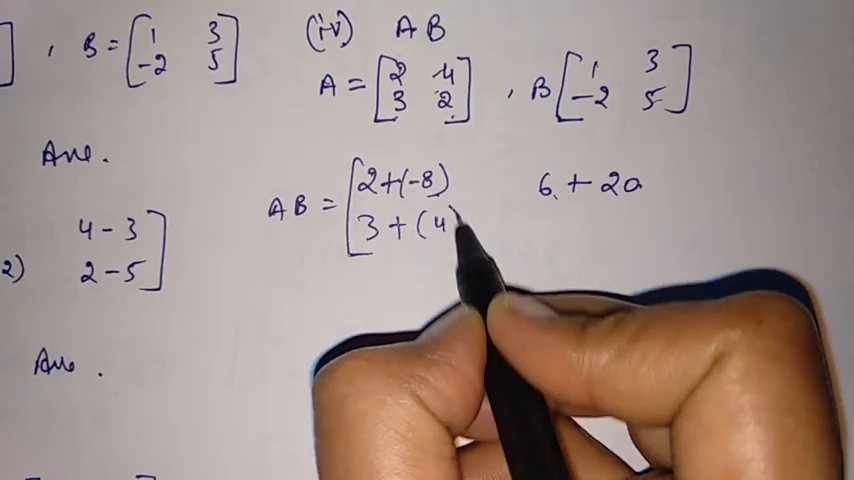 ] , B = [ 1 3 (iv) AB
-2 5 ]
A = [ 2 4 , B [ 1 3
3 2 ] -2 5 ]
Ans.
AB = [ 2+(-8) 6 + 20
3 + (4)
4-3
2) 2-5 ]
Ans .